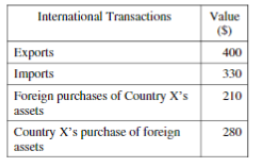 International Transactions Value
($)
Exports 400
Imports 330
Foreign purchases of Country X's 210
assets
Country X's purchase of foreign 280
assets